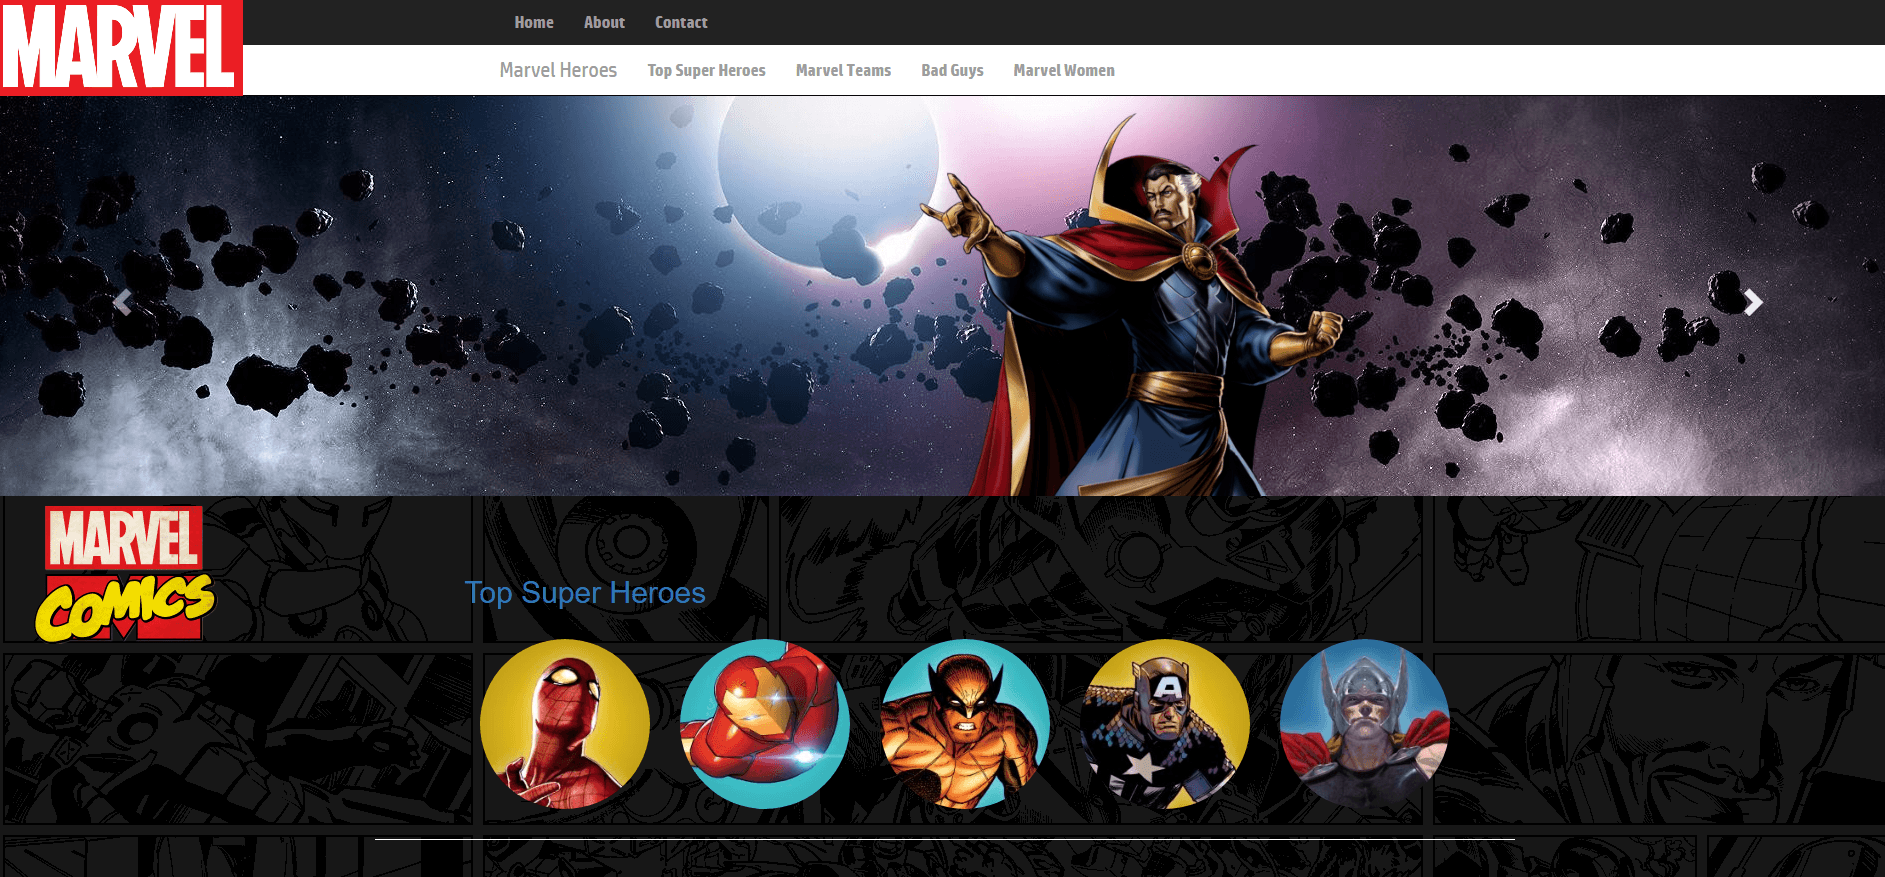 MARVEL
Home About Contact
Marvel Heroes Top Super Heroes Marvel Teams Bad Guys Marvel Women
MARVEL
COMICS
Top Super Heroes
A